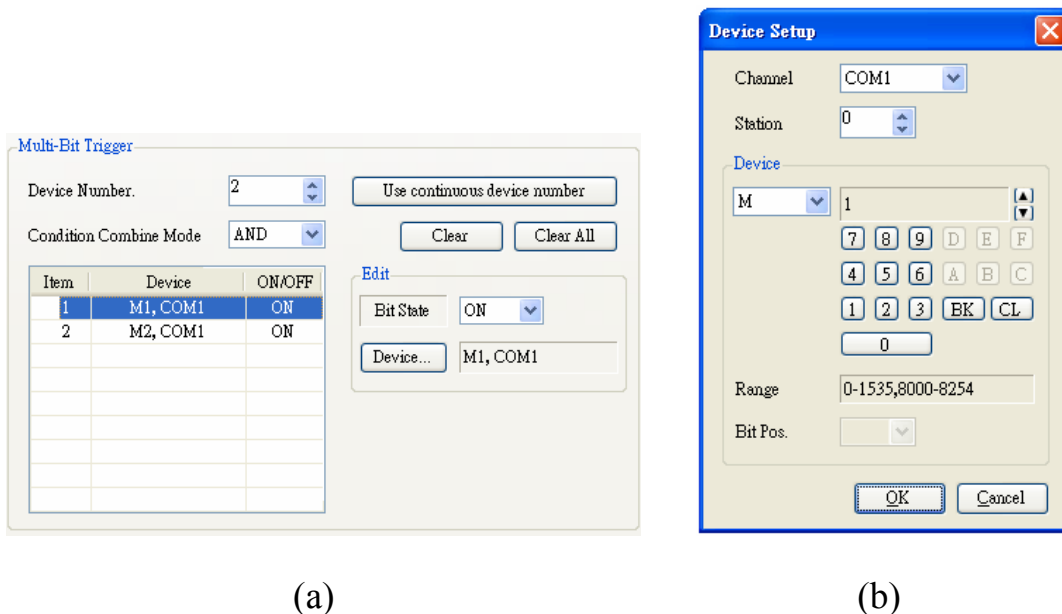 Multi-Bit Trigger
Device Number. 2 Use continuous device number
Condition Combine Mode AND Clear Clear All
Item Device ON/OFF
1 M1, COM1 ON
2 M2, COM1 ON
Edit
Bit State ON
Device... M1, COM1
(a)
Device Setup
Channel COM1
Station 0
Device
M 1
7 8 9 D E F
4 5 6 A B C
1 2 3 BK CL
0
Range 0-1535,8000-8254
Bit Pos.
OK Cancel
(b)